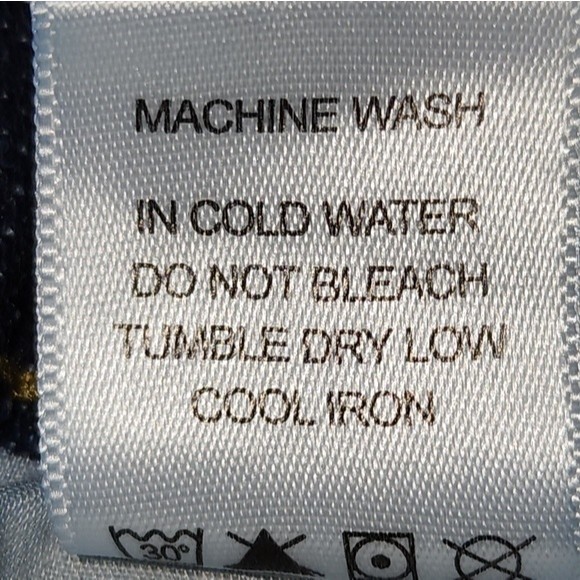 MACHINE WASH
IN COLD WATER
DO NOT BLEACH
TUMBLE DRY LOW
COOL IRON
30°